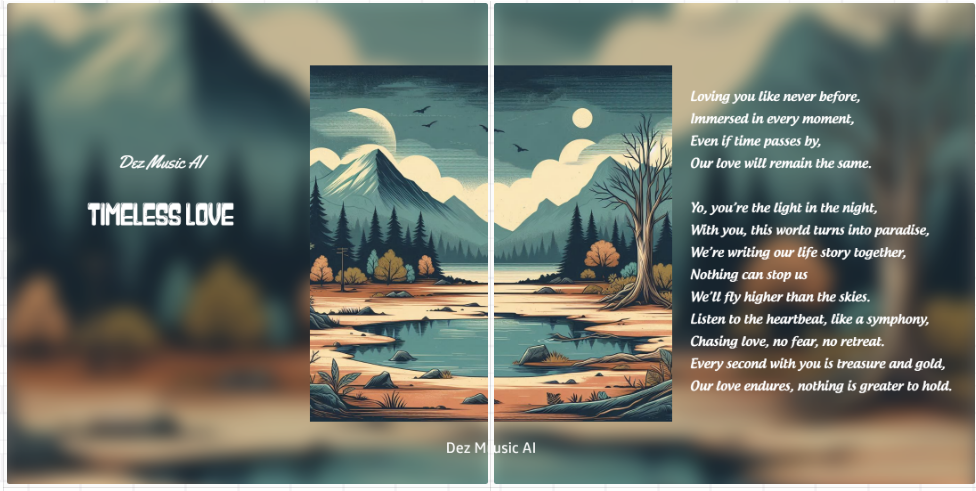 Dez Music AI
TIMELESS LOVE
Loving you like never before,
Immersed in every moment,
Even if time passes by,
Our love will remain the same.
Yo, you're the light in the night,
With you, this world turns into paradise,
We're writing our life story together,
Nothing can stop us
We'll fly higher than the skies.
Listen to the heartbeat, like a symphony,
Chasing love, no fear, no retreat.
Every second with you is treasure and gold,
Our love endures, nothing is greater to hold.
Dez Music AI